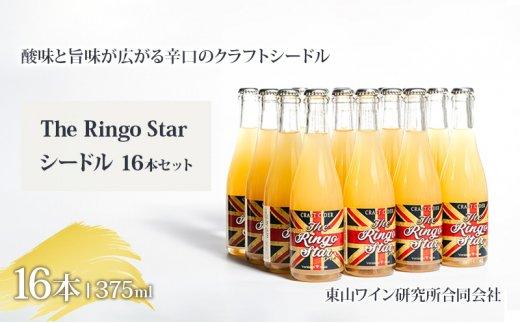 酸味と旨味が広がる辛口のクラフトシードル
The Ringo Star
シードル 16本セット
16本 | 375ml
東山ワイン研究所合同会社
CRAFT CIDER
The
Ringo
Star